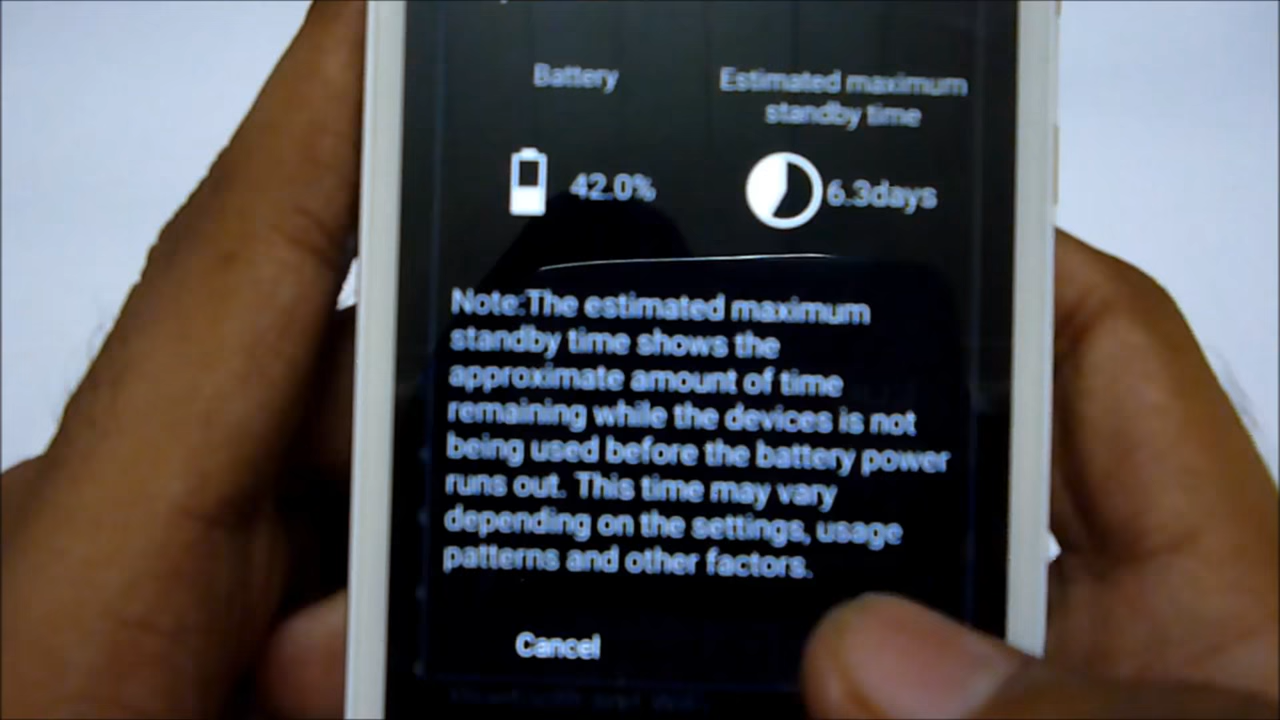 Battery
Estimated maximum
standby time
42.0%
6.3days
Note:The estimated maximum
standby time shows the
approximate amount of time
remaining while the devices is not
being used before the battery power
runs out. This time may vary
depending on the settings, usage
patterns and other factors.
Cancel